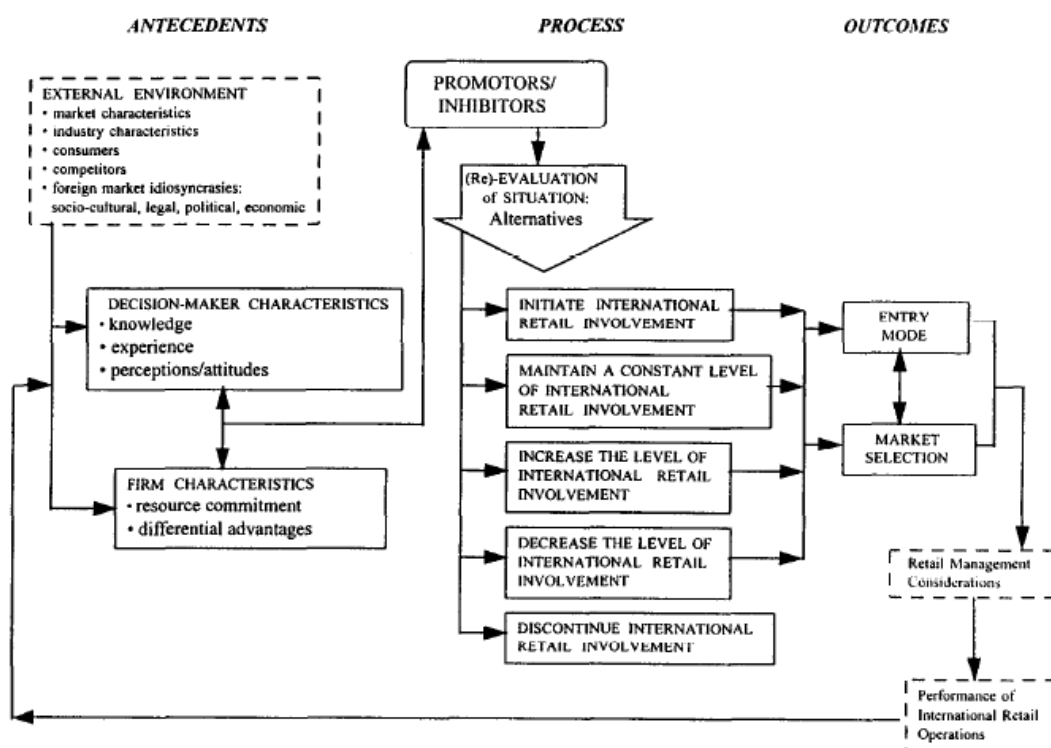 ANTECEDENTS
PROCESS
OUTCOMES
EXTERNAL ENVIRONMENT
• market characteristics
• industry characteristics
• consumers
• competitors
• foreign market idiosyncrasies:
socio-cultural, legal, political, economic
DECISION-MAKER CHARACTERISTICS
• knowledge
• experience
• perceptions/attitudes
FIRM CHARACTERISTICS
• resource commitment
• differential advantages
PROMOTORS/
INHIBITORS
(Re)-EVALUATION
of SITUATION:
Alternatives
INITIATE INTERNATIONAL
RETAIL INVOLVEMENT
MAINTAIN A CONSTANT LEVEL
OF INTERNATIONAL
RETAIL INVOLVEMENT
INCREASE THE LEVEL OF
INTERNATIONAL RETAIL
INVOLVEMENT
DECREASE THE LEVEL OF
INTERNATIONAL RETAIL
INVOLVEMENT
DISCONTINUE INTERNATIONAL
RETAIL INVOLVEMENT
ENTRY
MODE
MARKET
SELECTION
Retail Management
Considerations
Performance of
International Retail
Operations